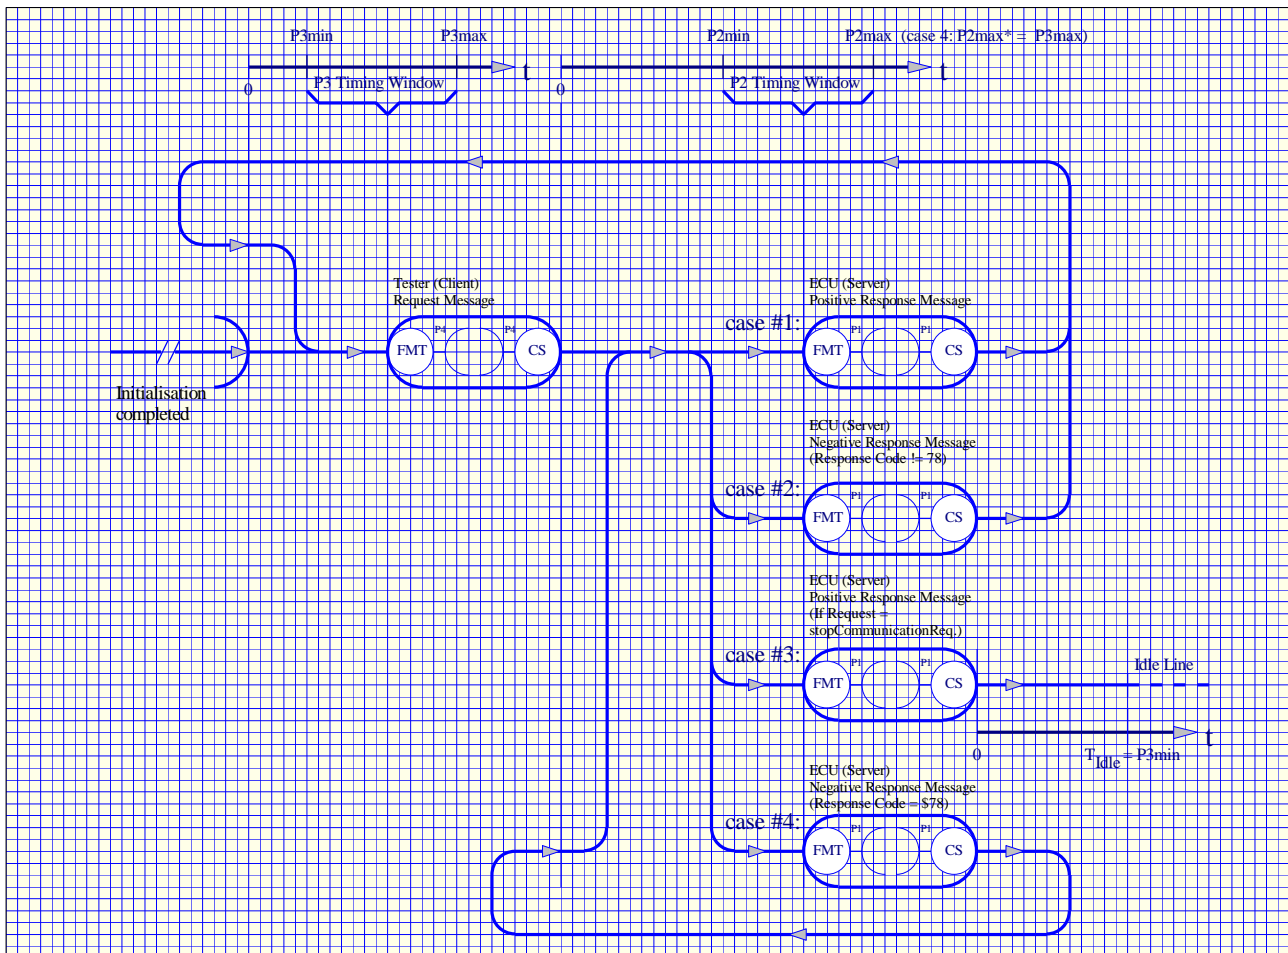 P3min P3max P2min P2max (case 4: P2max* = P3max)
t t
P3 Timing Window P2 Timing Window
0 0
Tester (Client)
Request Message
P4 P4
FMT CS
Initialisation
completed
ECU (Server)
Positive Response Message
case #1:
P1 P1
FMT CS
ECU (Server)
Negative Response Message
(Response Code != 78)
case #2:
P1 P1
FMT CS
ECU (Server)
Positive Response Message
(If Request =
stopCommunicationReq.)
case #3:
P1 P1
FMT CS
Idle Line
t
0 TIdle = P3min
ECU (Server)
Negative Response Message
(Response Code = $78)
case #4:
P1 P1
FMT CS